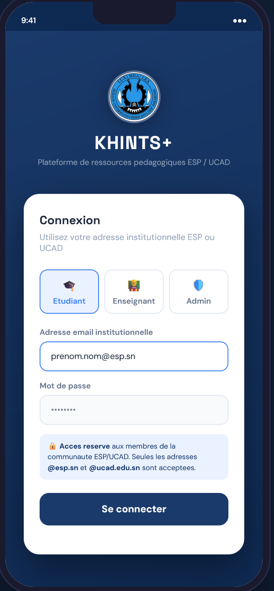 9:41
KHINTS+
Plateforme de ressources pedagogiques ESP / UCAD
Connexion
Utilisez votre adresse institutionnelle ESP ou
UCAD
Etudiant
Enseignant
Admin
Adresse email institutionnelle
prenom.nom@esp.sn
Mot de passe
••••••••
Acces reserve aux membres de la
communaute ESP/UCAD. Seules les adresses
@esp.sn et @ucad.edu.sn sont acceptees.
Se connecter